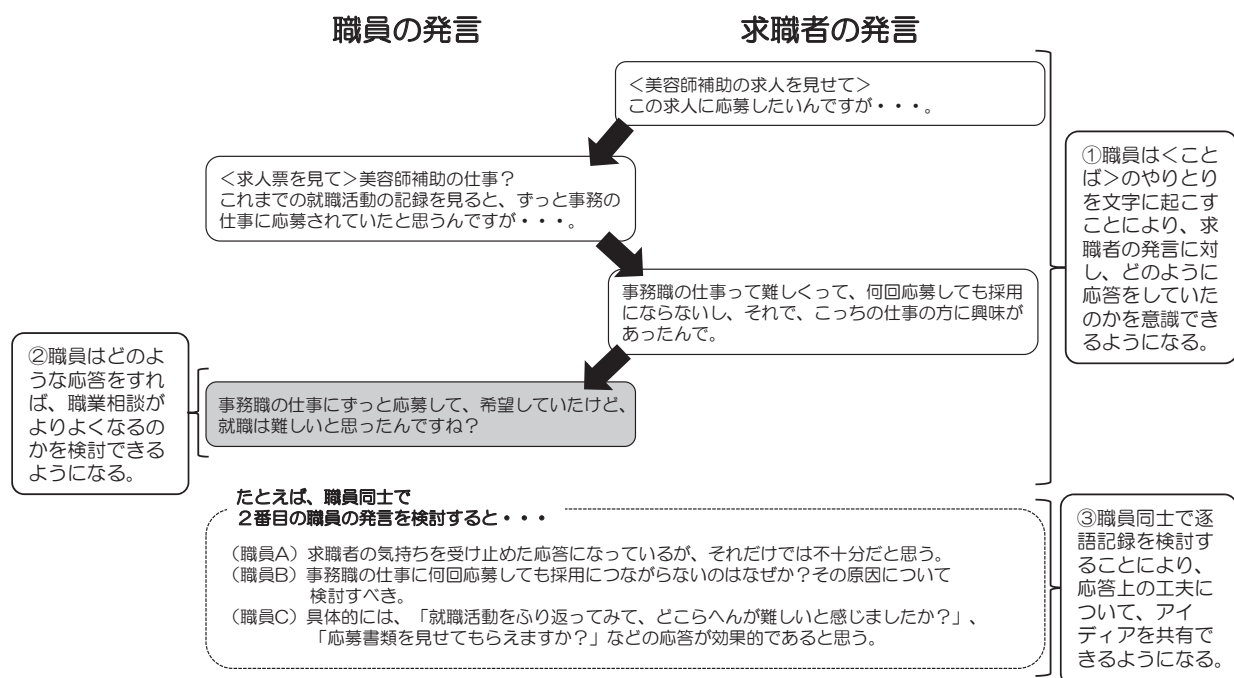 職員の発言
求職者の発言
＜美容師補助の求人を見せて＞
この求人に応募したいんですが・・・。
＜求人票を見て＞美容師補助の仕事？
これまでの就職活動の記録を見ると、ずっと事務の
仕事に応募されていたと思うんですが・・・。
事務職の仕事って難しくって、何回応募しても採用
にならないし、それで、こっちの仕事の方に興味が
あったんで。
事務職の仕事にずっと応募して、希望していたけど、
就職は難しいと思ったんですね？
①職員は＜こと
ば＞のやりとり
を文字に起こす
ことにより、求
職者の発言に対
し、どのように
応答をしていた
のかを意識でき
るようになる。
②職員はどのよ
うな応答をすれ
ば、職業相談が
よりよくなるの
かを検討できる
ようになる。
たとえば、職員同士で
２番目の職員の発言を検討すると・・・
（職員A）求職者の気持ちを受け止めた応答になっているが、それだけでは不十分だと思う。
（職員B）事務職の仕事に何回応募しても採用につながらないのはなぜか？その原因について
検討すべき。
（職員C）具体的には、「就職活動をふり返ってみて、どこらへんが難しいと感じましたか？」、
「応募書類を見せてもらえますか？」などの応答が効果的であると思う。
③職員同士で逐
語記録を検討す
ることにより、
応答上の工夫に
ついて、アイ
ディアを共有で
きるようになる。